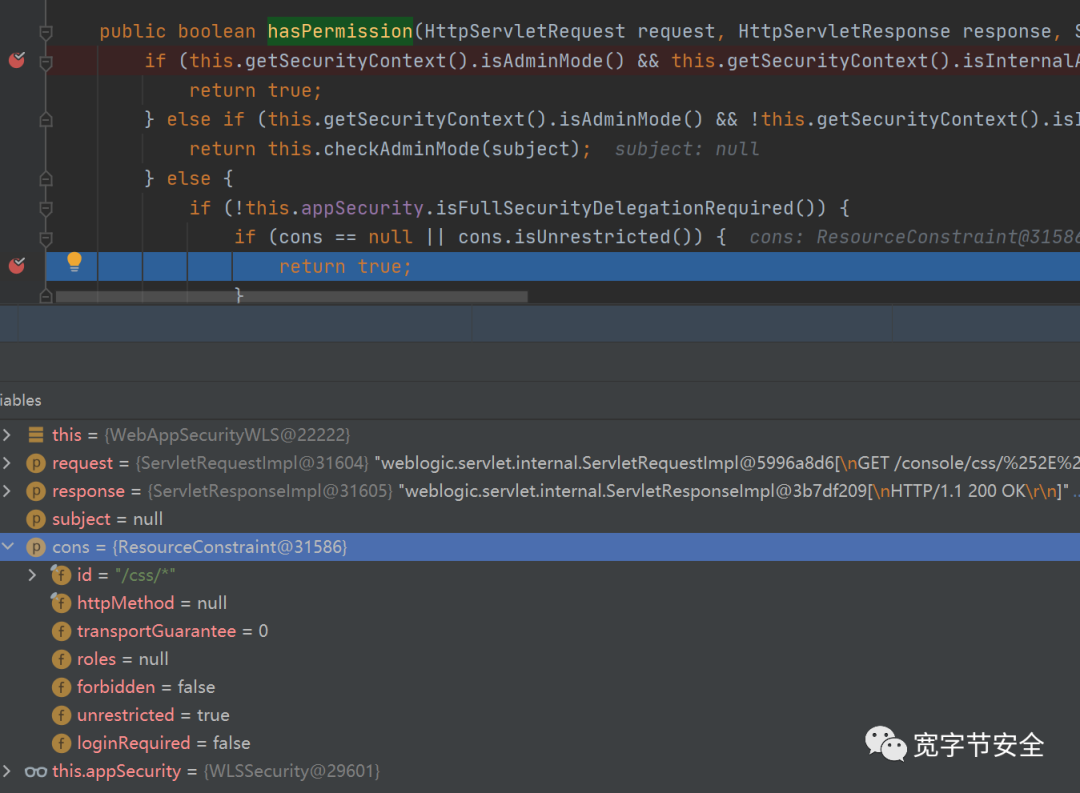 public boolean hasPermission(HttpServletRequest request, HttpServletResponse response, S
if (this.getSecurityContext().isAdminMode() && this.getSecurityContext().isInternalA
return true;
} else if (this.getSecurityContext().isAdminMode() && !this.getSecurityContext().isI
return this.checkAdminMode(subject); subject: null
} else {
if (!this.appSecurity.isFullSecurityDelegationRequired()) {
if (cons == null || cons.isUnrestricted()) { cons: ResourceConstraint@31586
return true;
}
iables
this = {WebAppSecurityWLS@22222}
request = {ServletRequestImpl@31604} "weblogic.servlet.internal.ServletRequestImpl@5996a8d6[\nGET /console/css/%252E%2
response = {ServletResponseImpl@31605} "weblogic.servlet.internal.ServletResponseImpl@3b7df209[\nHTTP/1.1 200 OK\r\n]" ...
p subject = null
p cons = {ResourceConstraint@31586}
f id = "/css/*"
f httpMethod = null
f transportGuarantee = 0
f roles = null
f forbidden = false
f unrestricted = true
f loginRequired = false
this.appSecurity = {WLSSecurity@29601}
宽字节安全